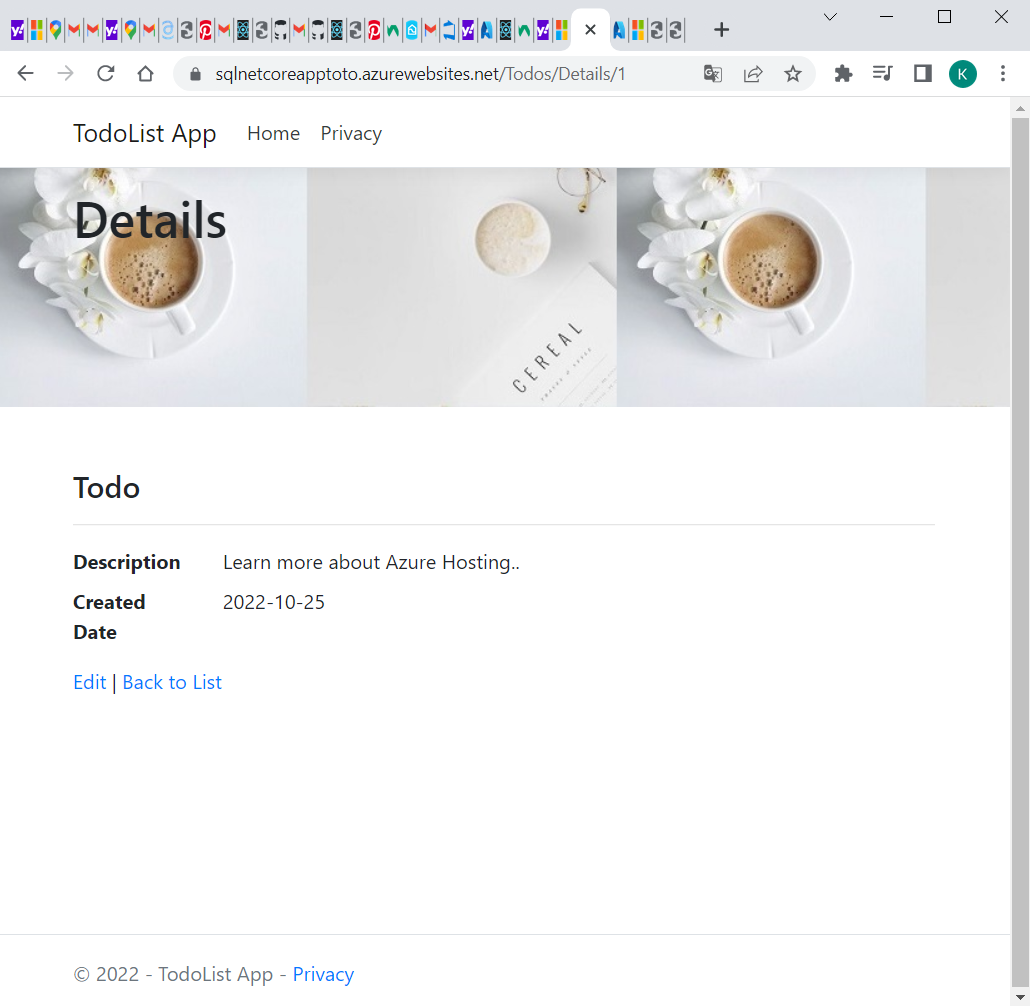 sqlnetcoreapptoto.azurewebsites.net/Todos/Details/1
K
TodoList App Home Privacy
Details
CEREAL
Todo
Description Learn more about Azure Hosting..
Created Date 2022-10-25
Edit | Back to List
© 2022 - TodoList App - Privacy